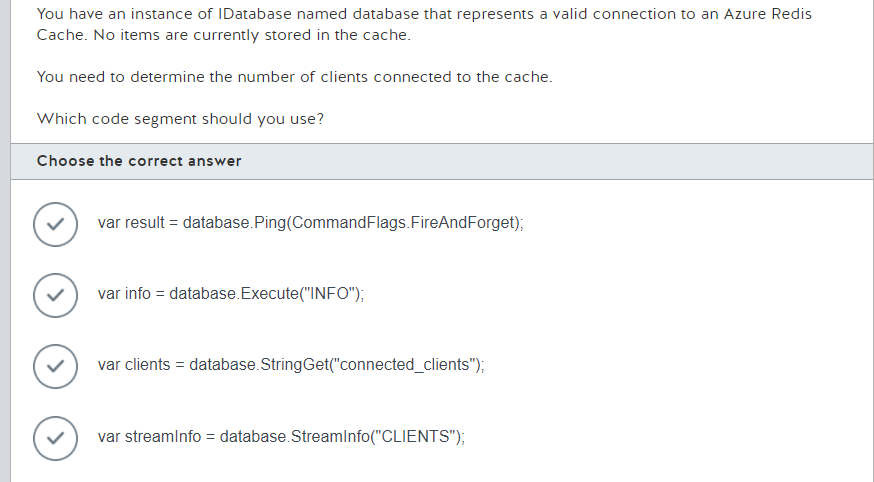 You have an instance of IDatabase named database that represents a valid connection to an Azure Redis
Cache. No items are currently stored in the cache.
You need to determine the number of clients connected to the cache.
Which code segment should you use?
Choose the correct answer
var result = database.Ping(CommandFlags.FireAndForget);
var info = database.Execute("INFO");
var clients = database.StringGet("connected_clients");
var streamInfo = database.StreamInfo("CLIENTS");